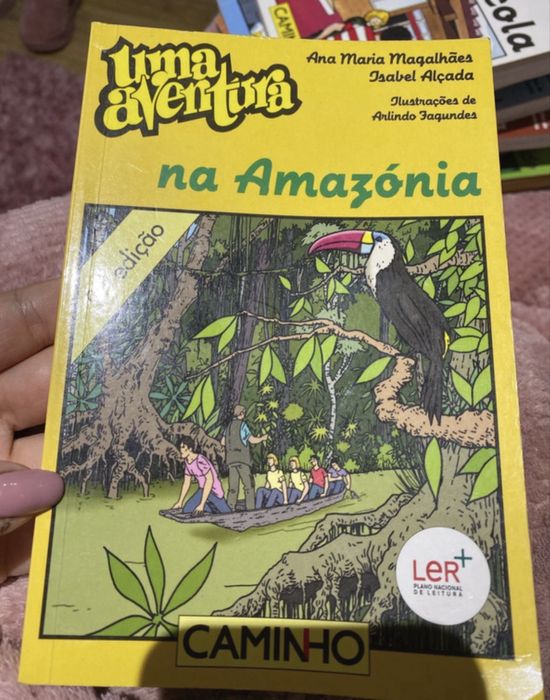 uma
aventura
Ana Maria Magalhães
Isabel Alçada
Ilustrações de
Arlindo Fagundes
na Amazónia
edição
LER+
PLANO NACIONAL
DE LEITURA
CAMINHO